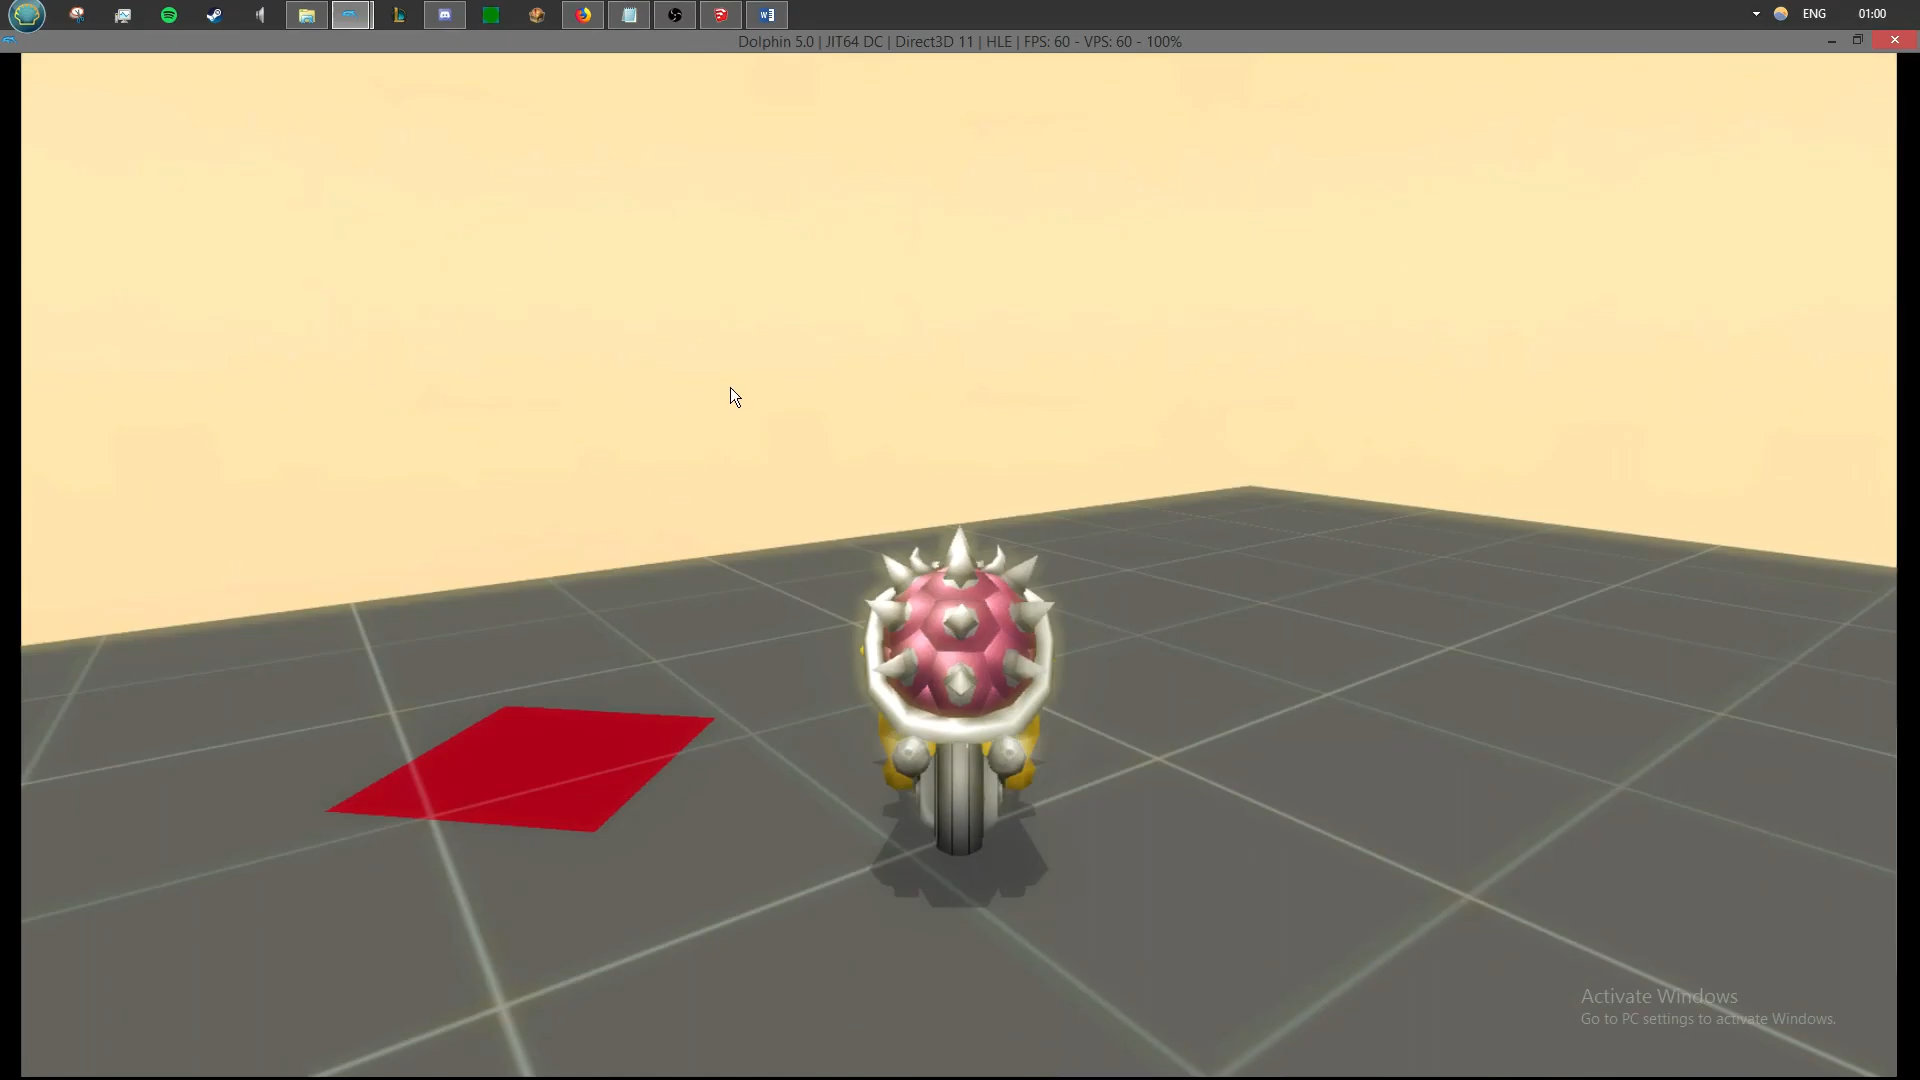 ENG
01:00
Dolphin 5.0 | JIT64 DC | Direct3D 11 | HLE | FPS: 60 - VPS: 60 - 100%
Activate Windows
Go to PC settings to activate Windows.